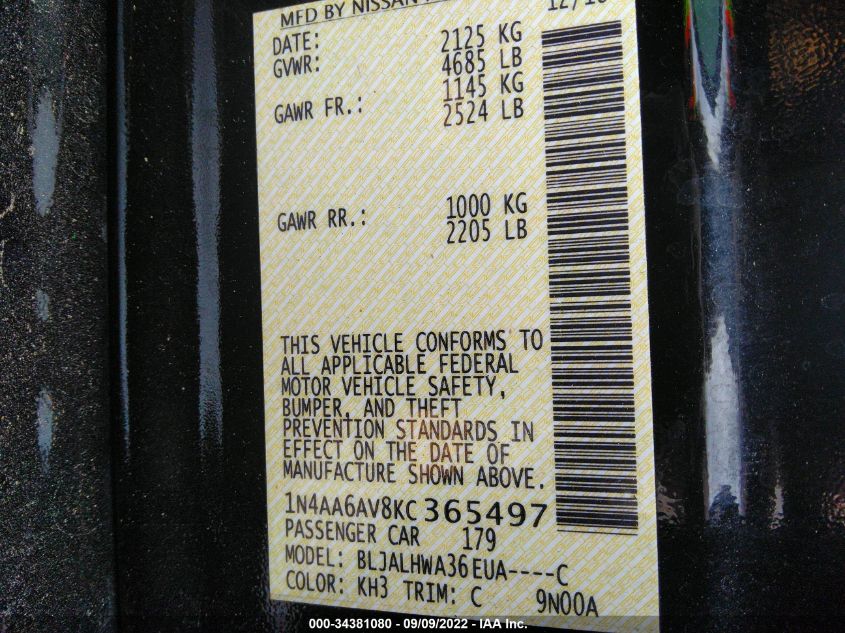 MFD BY NISSAN
DATE:
GVWR: 2125 KG
4685 LB
GAWR FR.: 1145 KG
2524 LB
GAWR RR.: 1000 KG
2205 LB
THIS VEHICLE CONFORMS TO
ALL APPLICABLE FEDERAL
MOTOR VEHICLE SAFETY,
BUMPER, AND THEFT
PREVENTION STANDARDS IN
EFFECT ON THE DATE OF
MANUFACTURE SHOWN ABOVE.
1N4AA6AV8KC365497
PASSENGER CAR 179
MODEL: BLJALHWA36EUA----C
COLOR: KH3 TRIM: C 9N00A
000-34381080 - 09/09/2022 - IAA Inc.